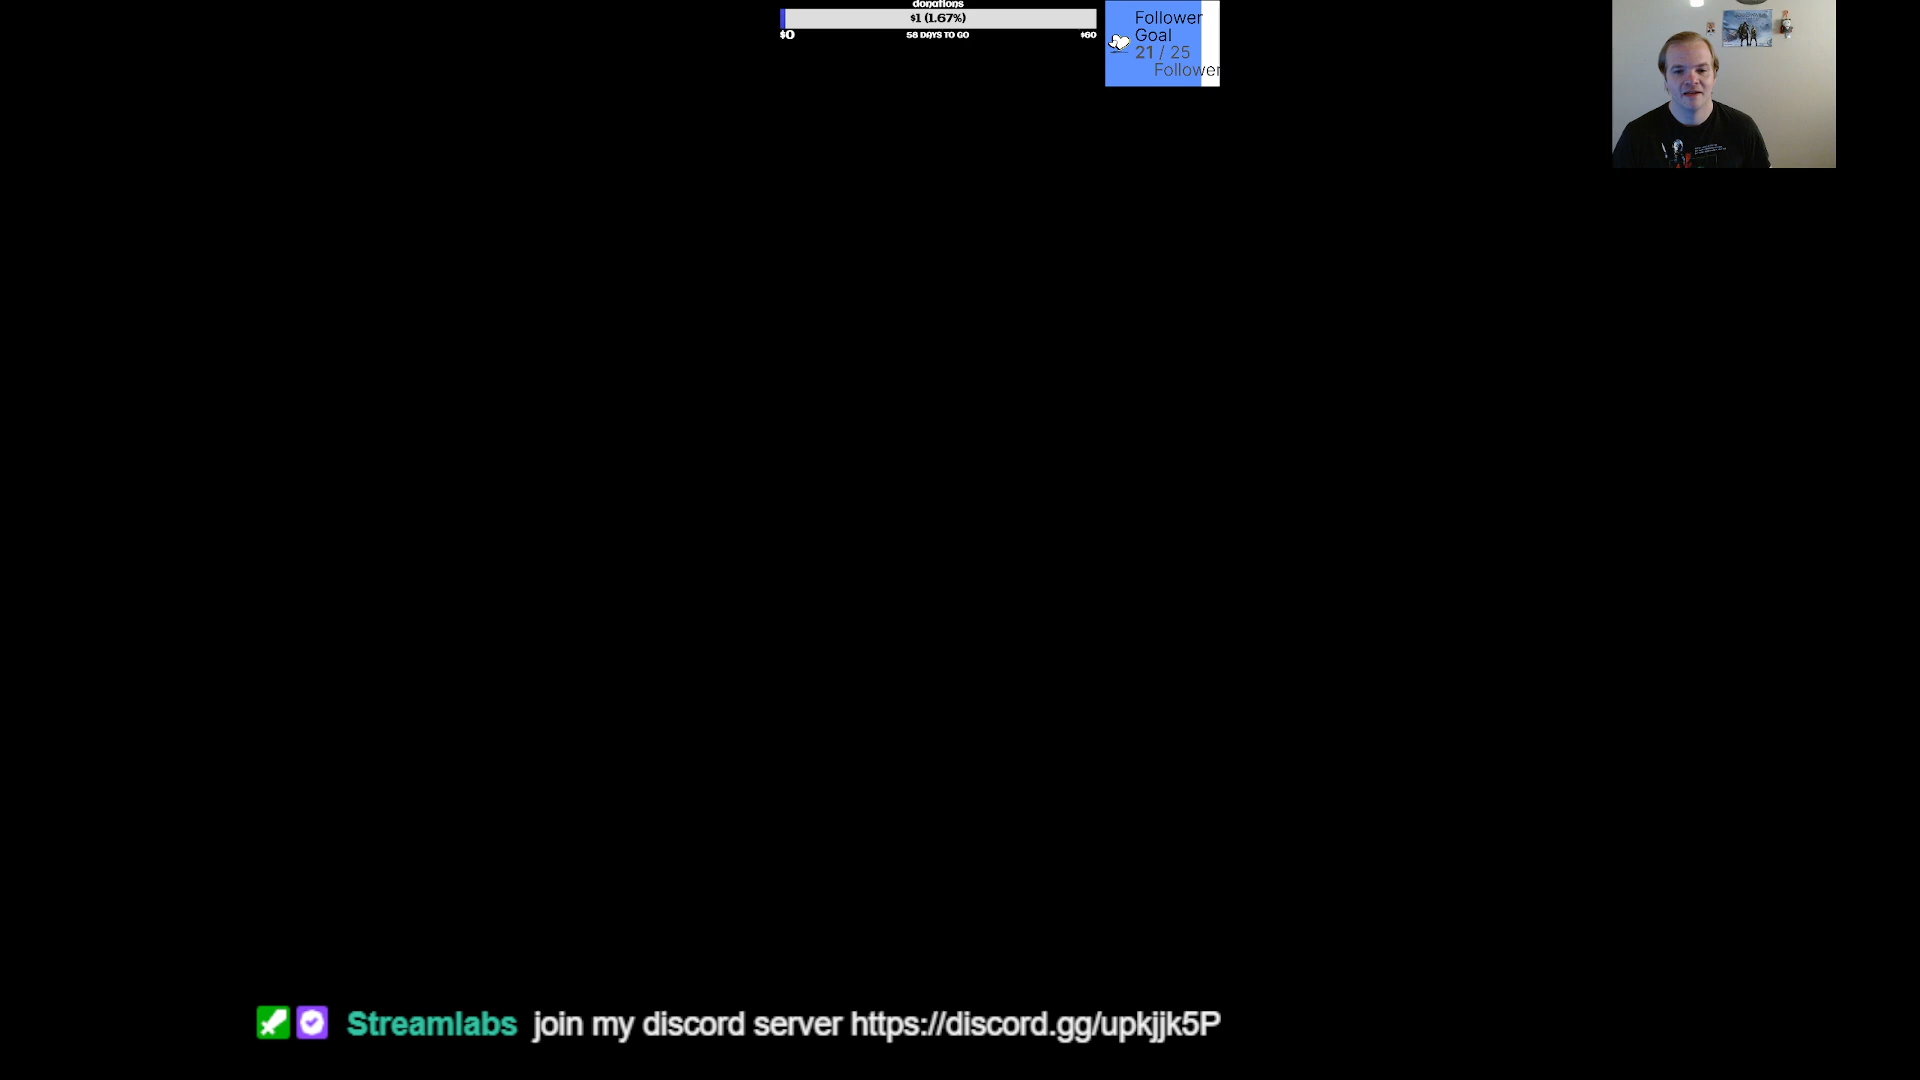 donations
$1 (1.67%)
$0
58 DAYS TO GO
$60
Follower
Goal
21 / 25
Follower
Streamlabs join my discord server https://discord.gg/upkjjk5P